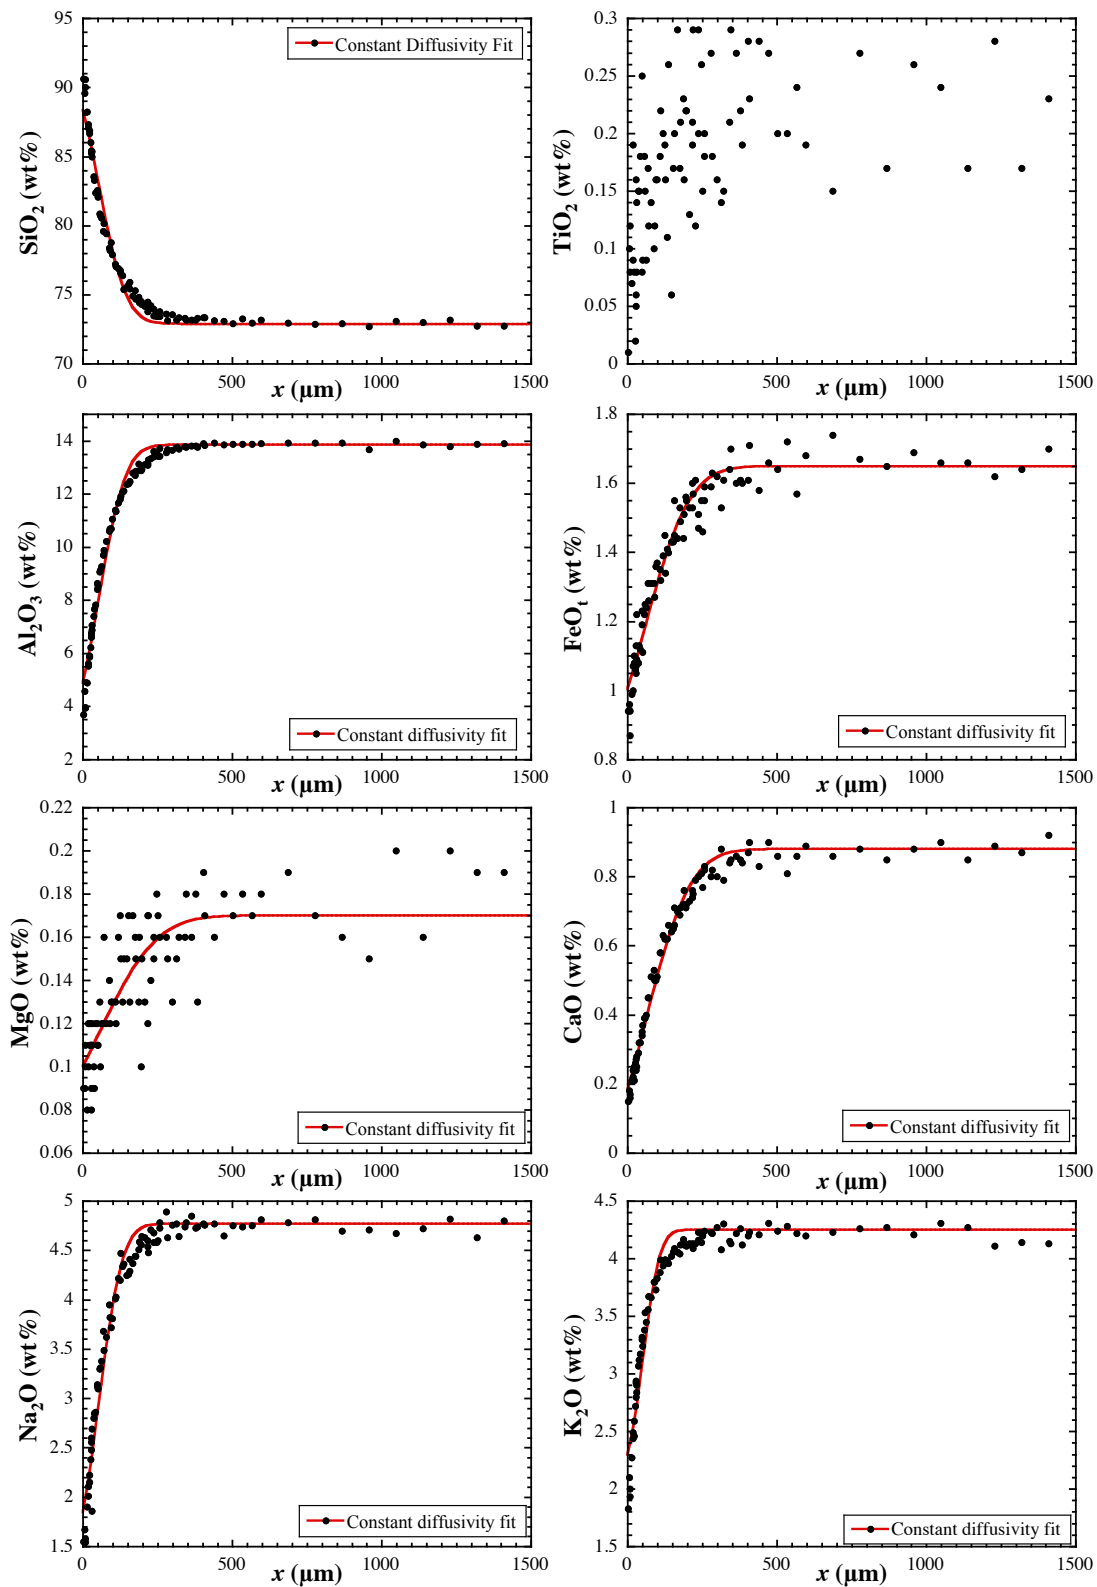 95
90
85
80
75
70
SiO2 (wt%)
Constant Diffusivity Fit
0 500 1000 1500
x (µm)
0.3
0.25
0.2
0.15
0.1
0.05
0
TiO2 (wt%)
0 500 1000 1500
x (µm)
16
14
12
10
8
6
4
2
Al2O3 (wt%)
Constant diffusivity fit
0 500 1000 1500
x (µm)
1.8
1.6
1.4
1.2
1
0.8
FeOt (wt%)
Constant diffusivity fit
0 500 1000 1500
x (µm)
0.22
0.2
0.18
0.16
0.14
0.12
0.1
0.08
0.06
MgO (wt%)
Constant diffusivity fit
0 500 1000 1500
x (µm)
1
0.8
0.6
0.4
0.2
0
CaO (wt%)
Constant diffusivity fit
0 500 1000 1500
x (µm)
5
4.5
4
3.5
3
2.5
2
1.5
Na2O (wt%)
Constant diffusivity fit
0 500 1000 1500
x (µm)
4.5
4
3.5
3
2.5
2
1.5
K2O (wt%)
Constant diffusivity fit
0 500 1000 1500
x (µm)